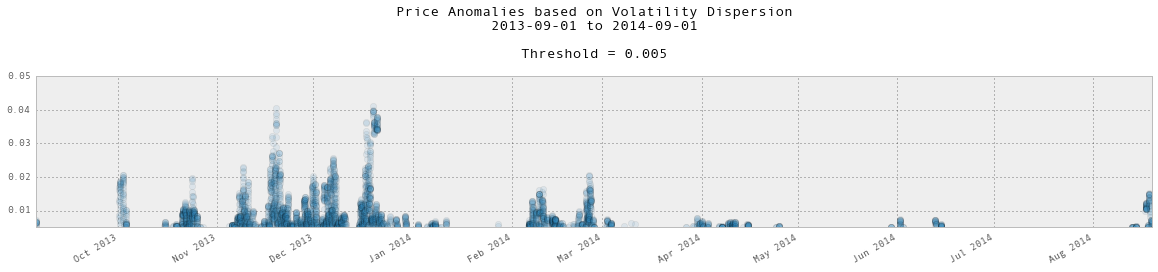 Price Anomalies based on Volatility Dispersion
2013-09-01 to 2014-09-01
Threshold = 0.005
0.05
0.04
0.03
0.02
0.01
Oct 2013
Nov 2013
Dec 2013
Jan 2014
Feb 2014
Mar 2014
Apr 2014
May 2014
Jun 2014
Jul 2014
Aug 2014